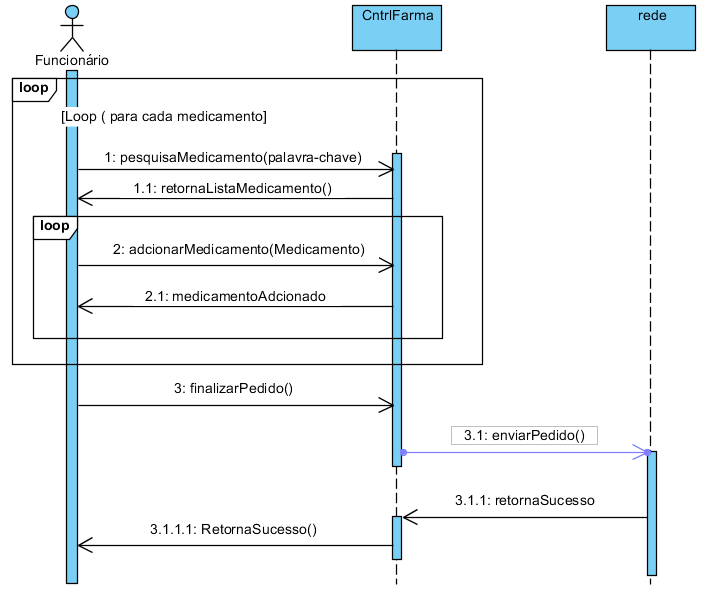 CntrlFarma
rede
Funcionário
loop
[Loop ( para cada medicamento]
1: pesquisaMedicamento(palavra-chave)
1.1: retornaListaMedicamento()
loop
2: adcionarMedicamento(Medicamento)
2.1: medicamentoAdcionado
3: finalizarPedido()
3.1: enviarPedido()
3.1.1: retornaSucesso
3.1.1.1: RetornaSucesso()